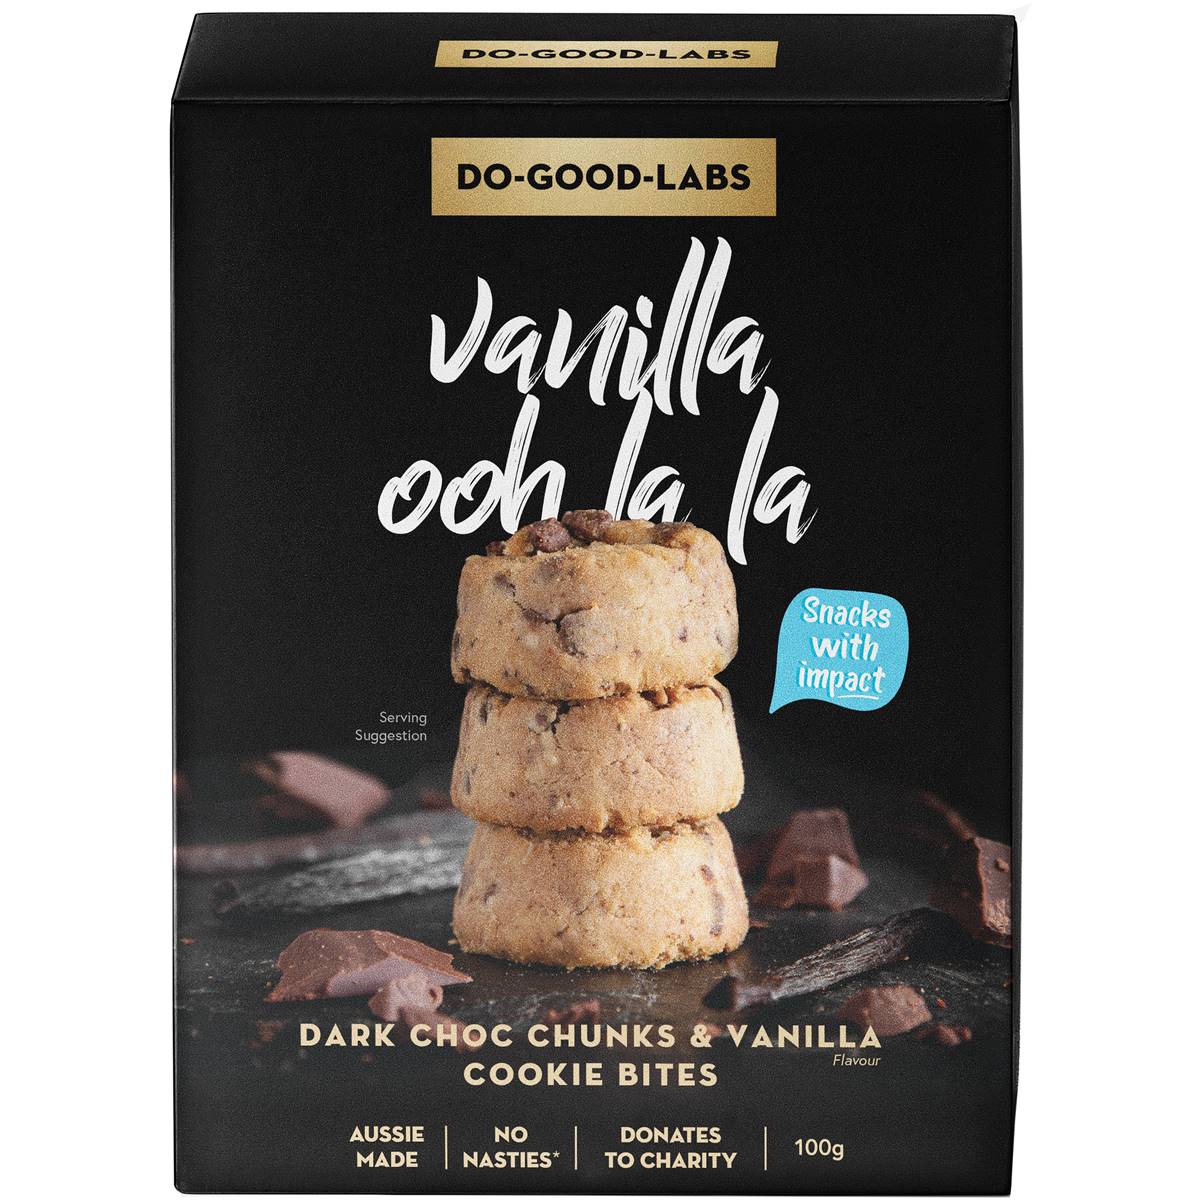 DO-GOOD-LABS
DO-GOOD-LABS
vanilla
ooh la la
Snacks
with
impact
Serving
Suggestion
DARK CHOC CHUNKS & VANILLA
Flavour
COOKIE BITES
AUSSIE
MADE
NO
NASTIES*
DONATES
TO CHARITY
100g